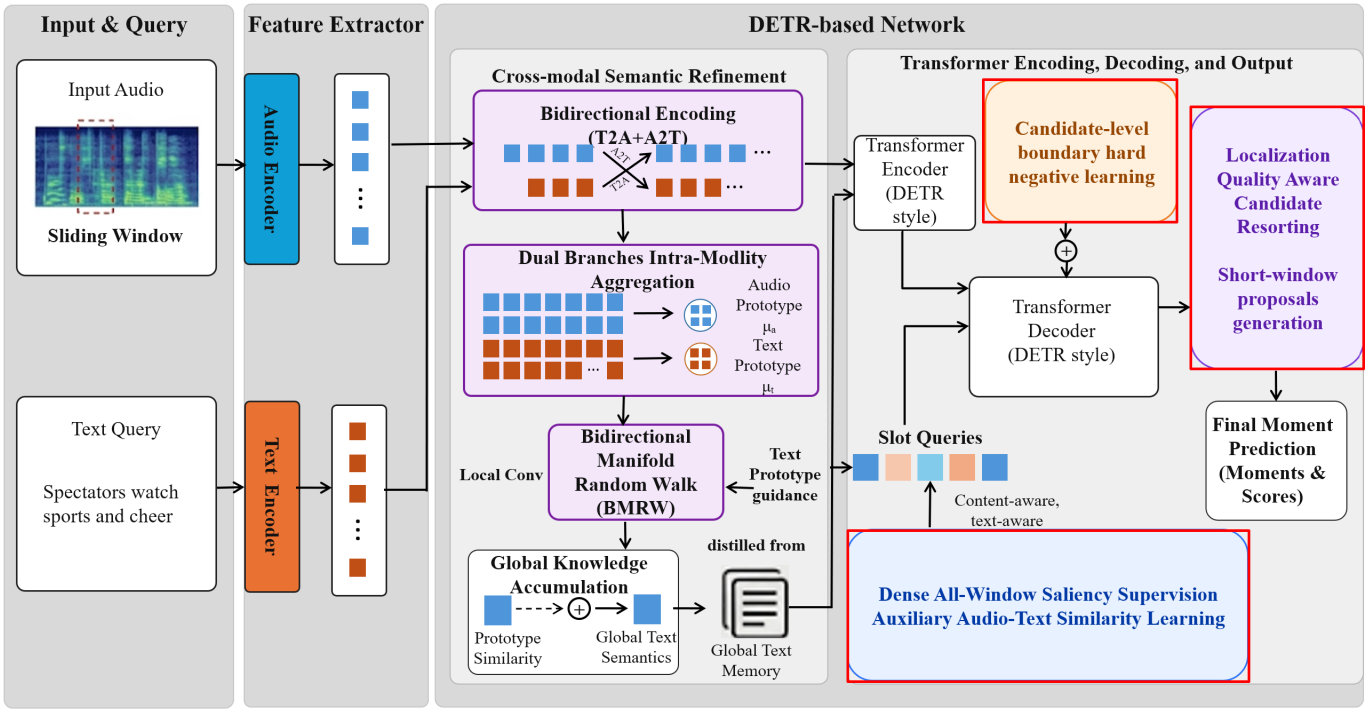 Input & Query
Feature Extractor
DETR-based Network
Input Audio
Sliding Window
Text Query
Spectators watch
sports and cheer
Audio Encoder
Text Encoder
Cross-modal Semantic Refinement
Bidirectional Encoding
(T2A+A2T)
A2T
T2A
...
...
Dual Branches Intra-Modlity
Aggregation
Audio
Prototype
μa
Text
Prototype
μt
...
Local Conv
Bidirectional
Manifold
Random Walk
(BMRW)
Text
Prototype
guidance
Global Knowledge
Accumulation
+
Prototype
Similarity
Global Text
Semantics
distilled from
Global Text
Memory
Transformer Encoding, Decoding, and Output
Transformer
Encoder
(DETR
style)
Candidate-level
boundary hard
negative learning
+
Transformer
Decoder
(DETR style)
Localization
Quality Aware
Candidate
Resorting
Short-window
proposals
generation
Slot Queries
Content-aware,
text-aware
Final Moment
Prediction
(Moments &
Scores)
Dense All-Window Saliency Supervision
Auxiliary Audio-Text Similarity Learning